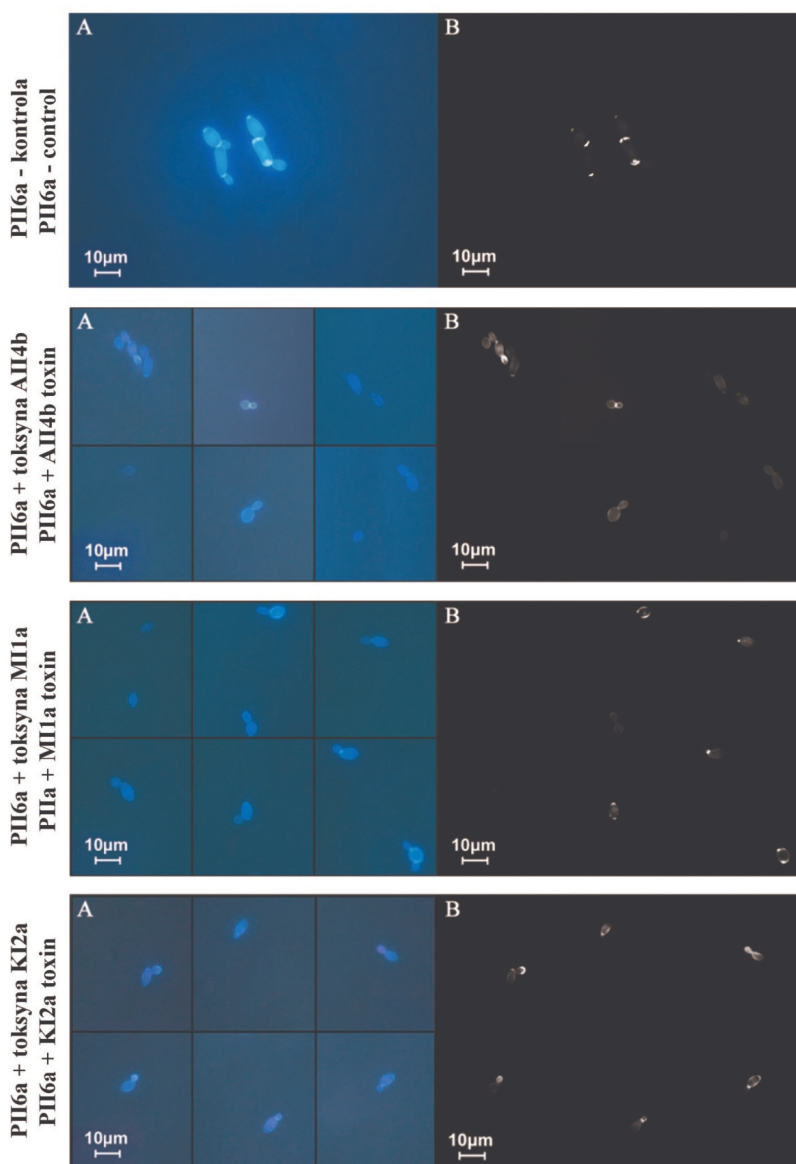 PII6a - kontrola
PII6a - control
A
B
10μm
10μm
PII6a + toksyna AII4b
PII6a + AII4b toxin
A
B
10μm
10μm
PII6a + toksyna MI1a
PIIa + MI1a toxin
A
B
10μm
10μm
PII6a + toksyna KI2a
PII6a + KI2a toxin
A
B
10μm
10μm